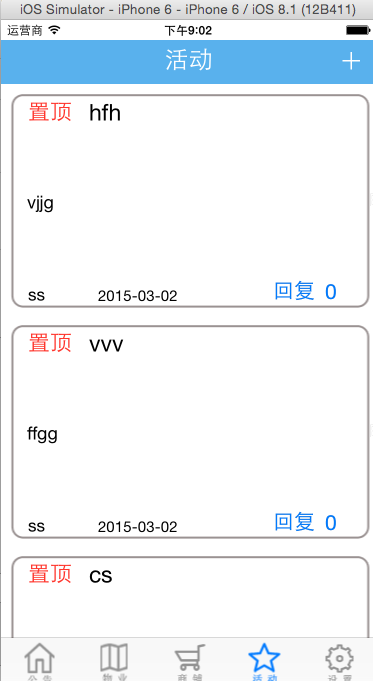 iOS Simulator - iPhone 6 - iPhone 6 / iOS 8.1 (12B411)
运营商 下午9:02
活动 +
置顶 hfh
vjjg
ss 2015-03-02 回复 0
置顶 vvv
ffgg
ss 2015-03-02 回复 0
置顶 cs
公告 物业 商铺 活动 设置